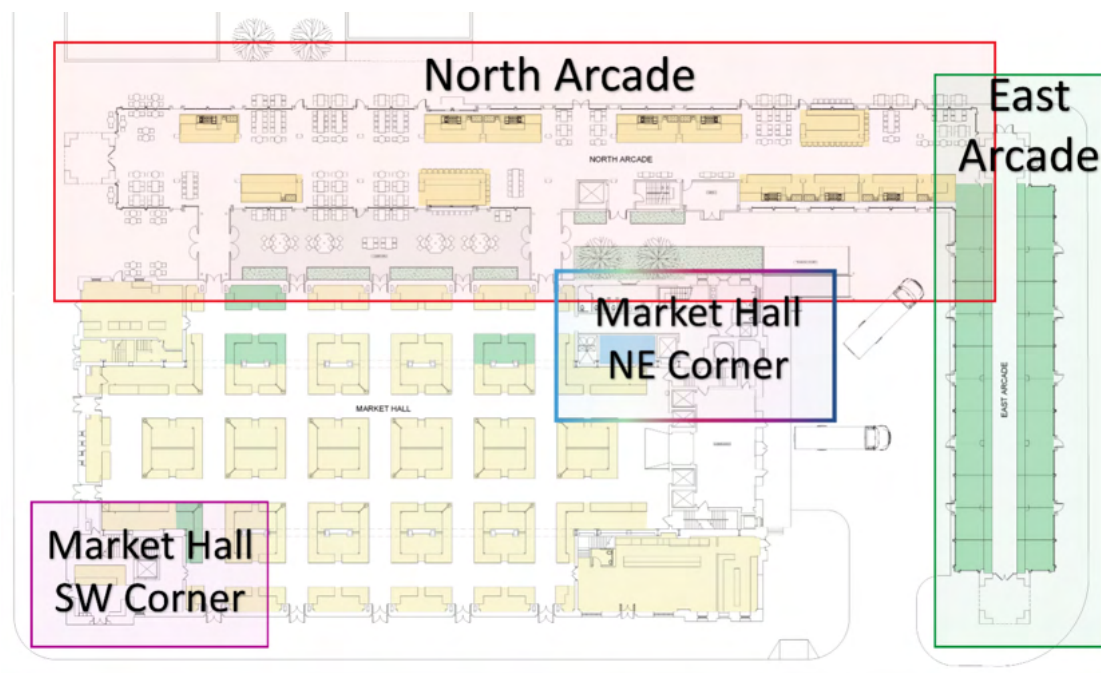 North Arcade
East
Arcade
NORTH ARCADE
Market Hall
NE Corner
MARKET HALL
EAST ARCADE
Market Hall
SW Corner